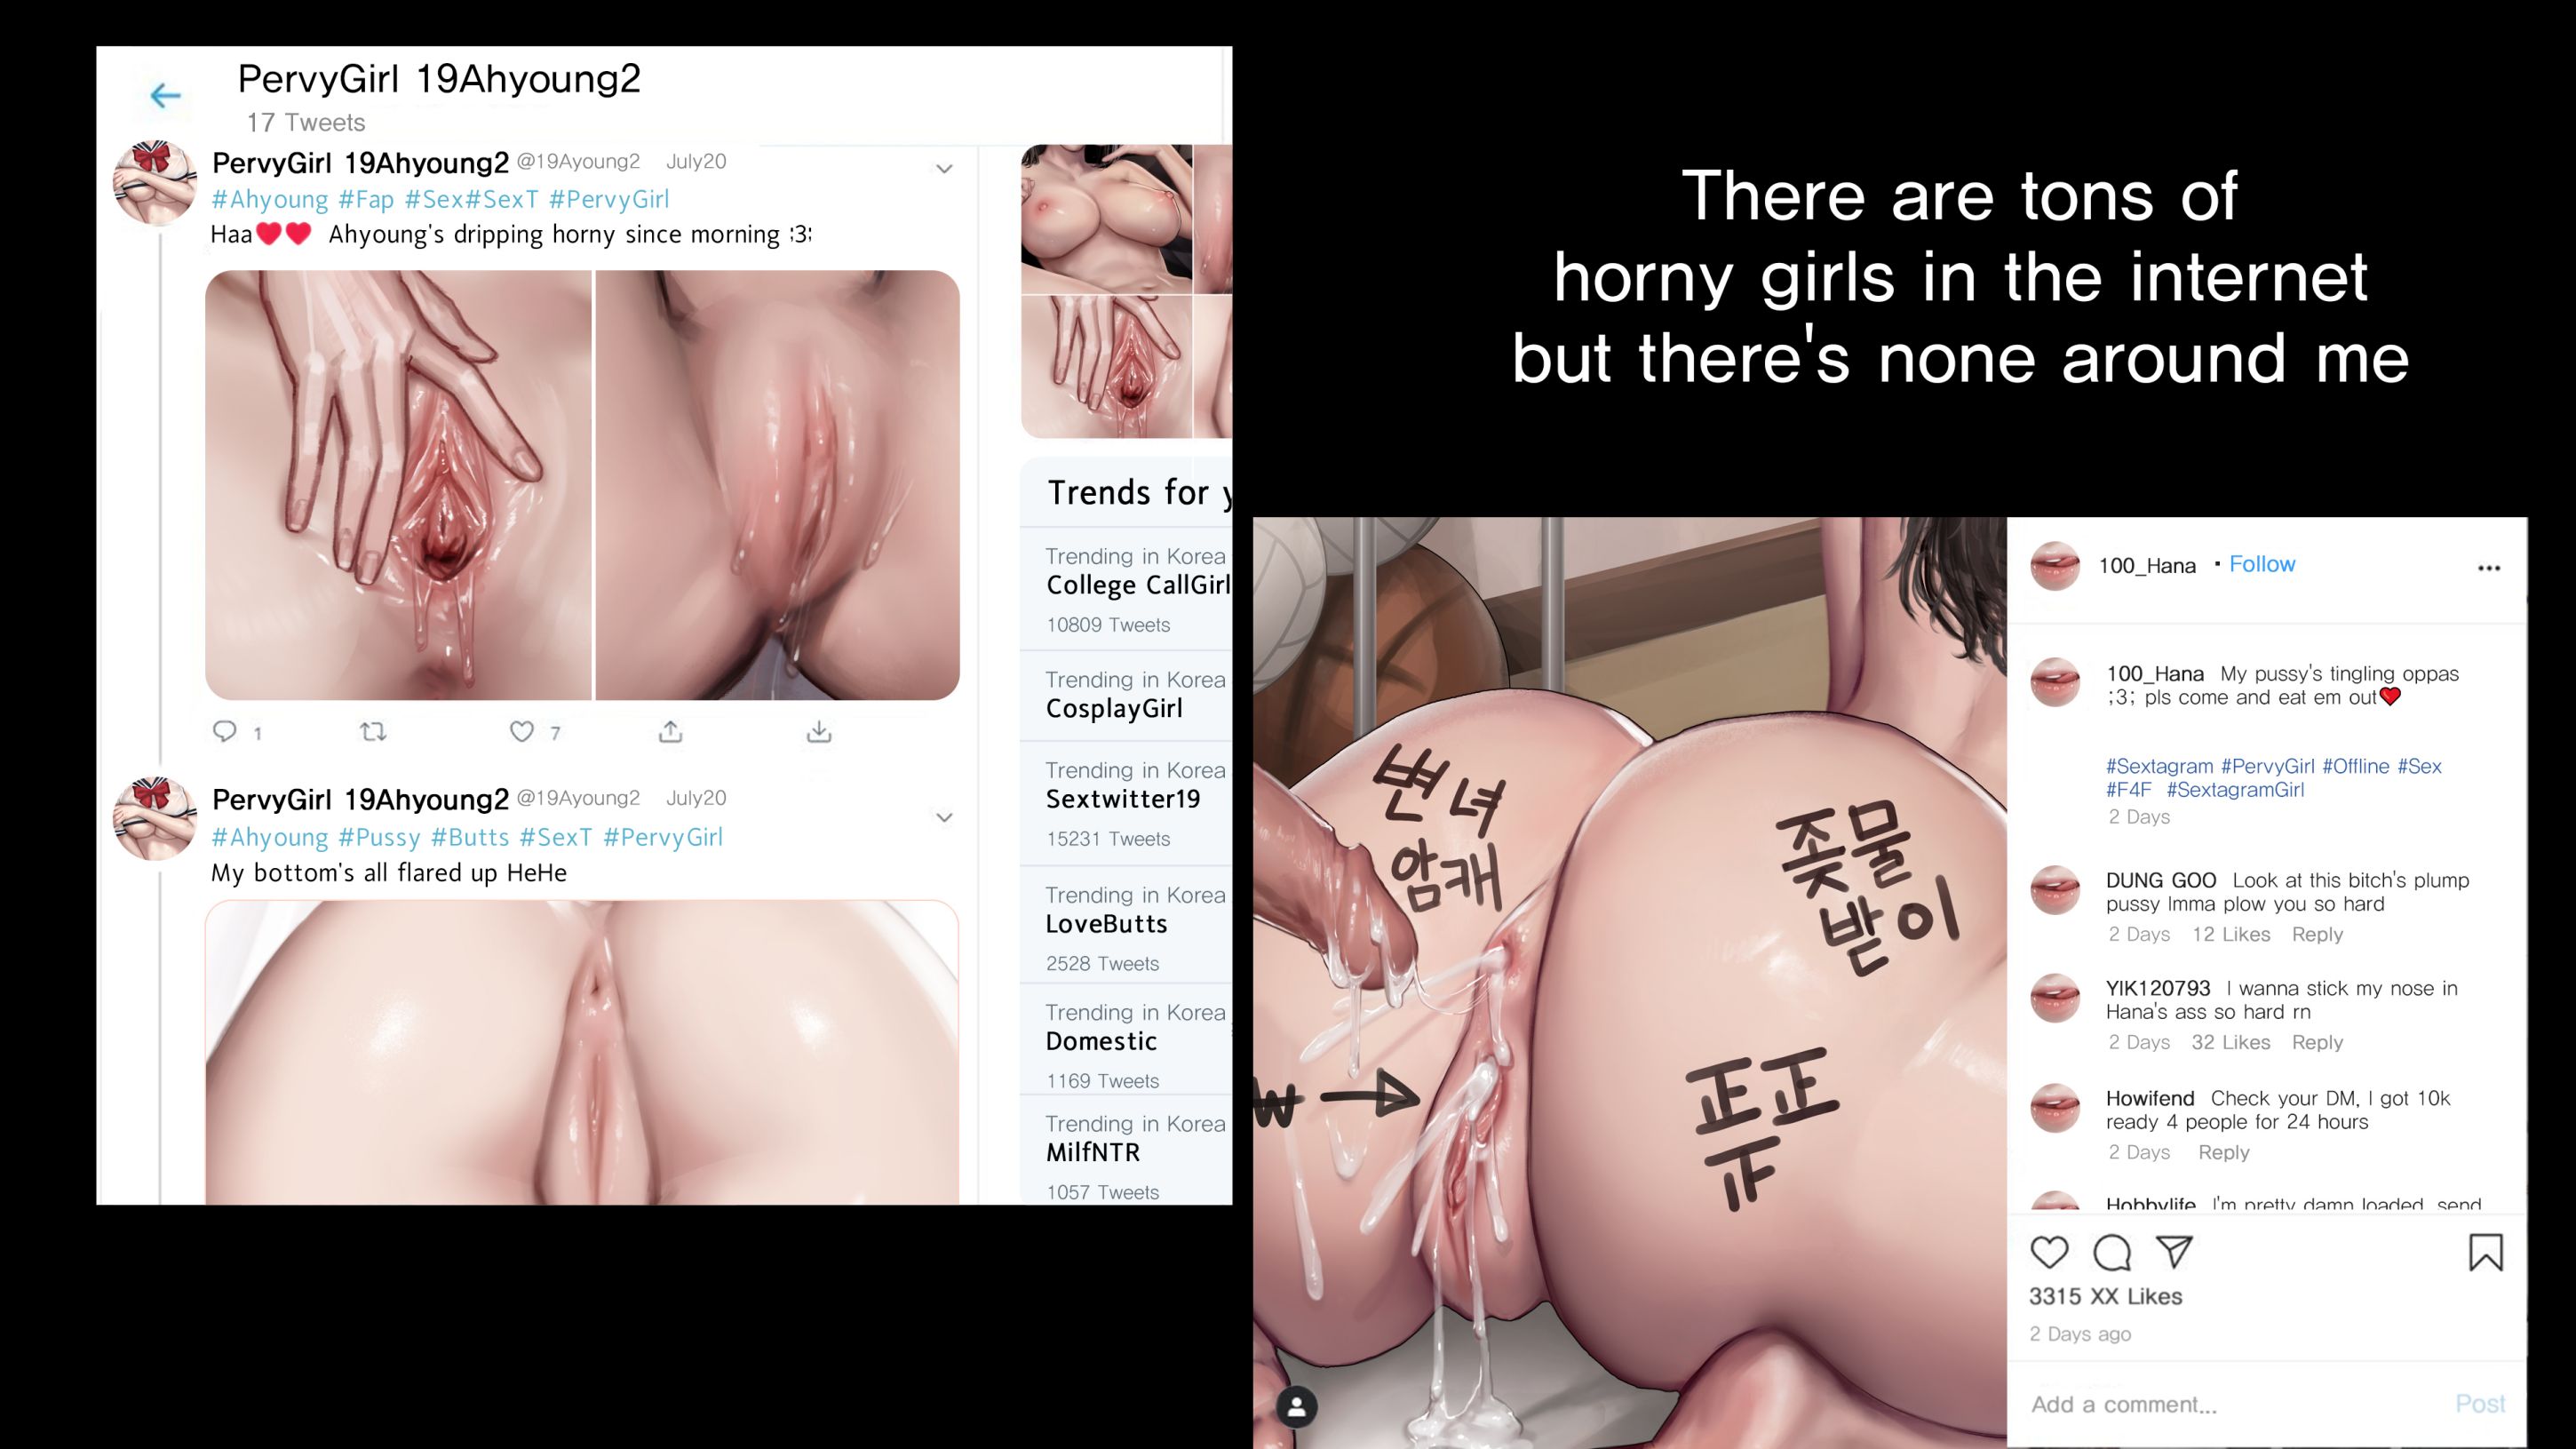 PervyGirl 19Ahyoung2
17 Tweets
PervyGirl 19Ahyoung2 @19Ayoung2 July20
#Ahyoung #Fap #Sex#SexT #PervyGirl
Haa♥♥ Ahyoung's dripping horny since morning ;3;
1 7
PervyGirl 19Ahyoung2 @19Ayoung2 July20
#Ahyoung #Pussy #Butts #SexT #PervyGirl
My bottom's all flared up HeHe
Trends for y
Trending in Korea
College CallGirl
10809 Tweets
Trending in Korea
CosplayGirl
Trending in Korea
Sextwitter19
15231 Tweets
Trending in Korea
LoveButts
2528 Tweets
Trending in Korea
Domestic
1169 Tweets
Trending in Korea
MilfNTR
1057 Tweets
There are tons of
horny girls in the internet
but there's none around me
변녀
암캐
좆물
받이
正正
₩ →
100_Hana · Follow
100_Hana My pussy's tingling oppas
;3; pls come and eat em out♥
#Sextagram #PervyGirl #Offline #Sex
#F4F #SextagramGirl
2 Days
DUNG GOO Look at this bitch's plump
pussy Imma plow you so hard
2 Days 12 Likes Reply
YIK120793 I wanna stick my nose in
Hana's ass so hard rn
2 Days 32 Likes Reply
Howifend Check your DM, I got 10k
ready 4 people for 24 hours
2 Days Reply
Hobbylife I'm pretty damn loaded, send
3315 XX Likes
2 Days ago
Add a comment... Post